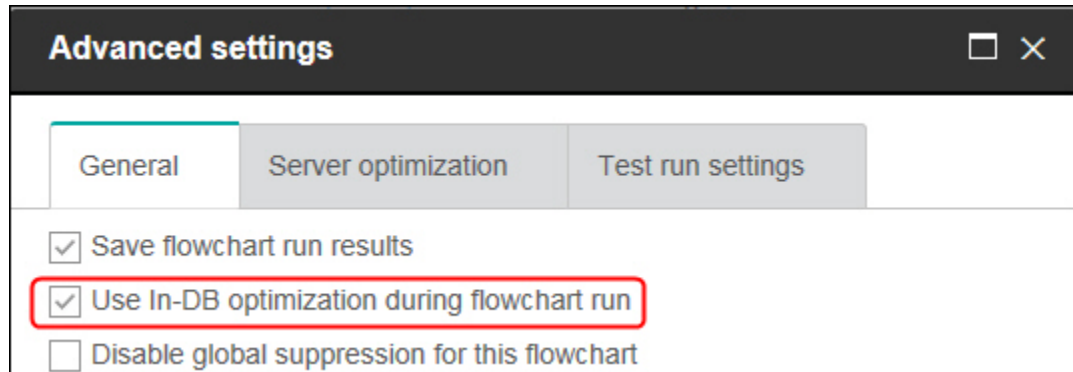 Advanced settings
General Server optimization Test run settings
Save flowchart run results
Use In-DB optimization during flowchart run
Disable global suppression for this flowchart